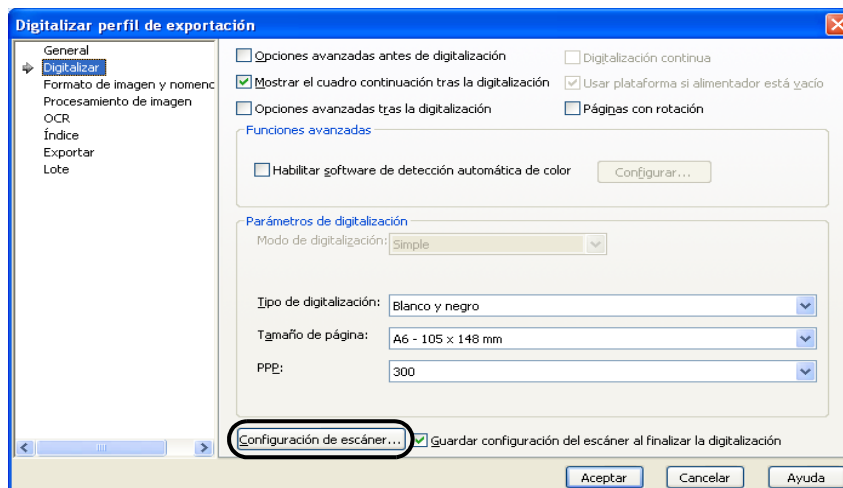 Digitalizar perfil de exportación
General
Digitalizar
Formato de imagen y nomenc
Procesamiento de imagen
OCR
Índice
Exportar
Lote
Opciones avanzadas antes de digitalización
Digitalización continua
Mostrar el cuadro continuación tras la digitalización
Usar plataforma si alimentador está vacío
Opciones avanzadas tras la digitalización
Páginas con rotación
Funciones avanzadas
Habilitar software de detección automática de color
Configurar...
Parámetros de digitalización
Modo de digitalización:
Simple
Tipo de digitalización:
Blanco y negro
Tamaño de página:
A6 - 105 x 148 mm
PPP:
300
Configuración de escáner...
Guardar configuración del escáner al finalizar la digitalización
Aceptar
Cancelar
Ayuda